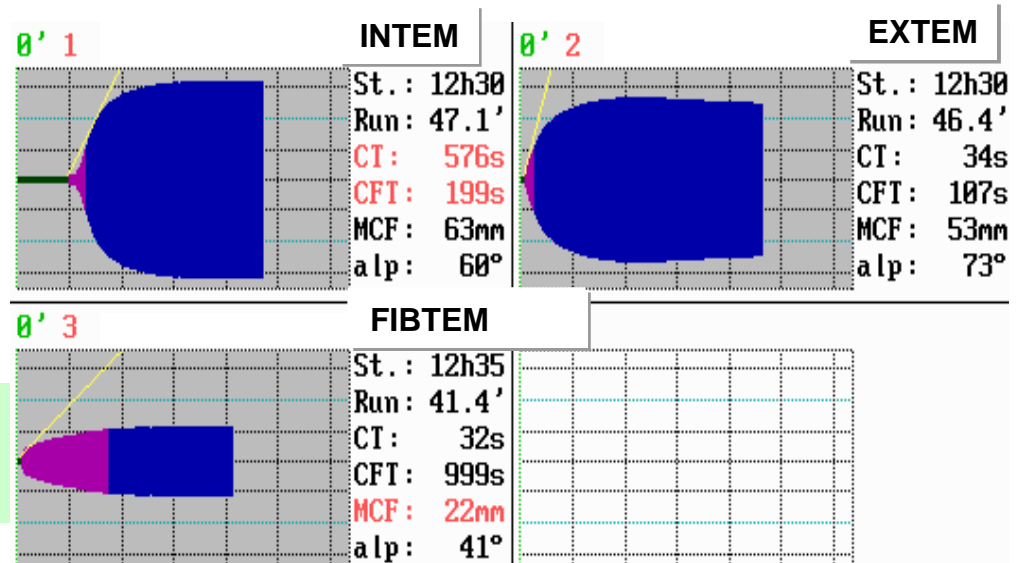 0' 1
INTEM
St.: 12h30
Run: 47.1'
CT: 576s
CFT: 199s
MCF: 63mm
alp: 60°
0' 2
EXTEM
St.: 12h30
Run: 46.4'
CT: 34s
CFT: 107s
MCF: 53mm
alp: 73°
0' 3
FIBTEM
St.: 12h35
Run: 41.4'
CT: 32s
CFT: 999s
MCF: 22mm
alp: 41°